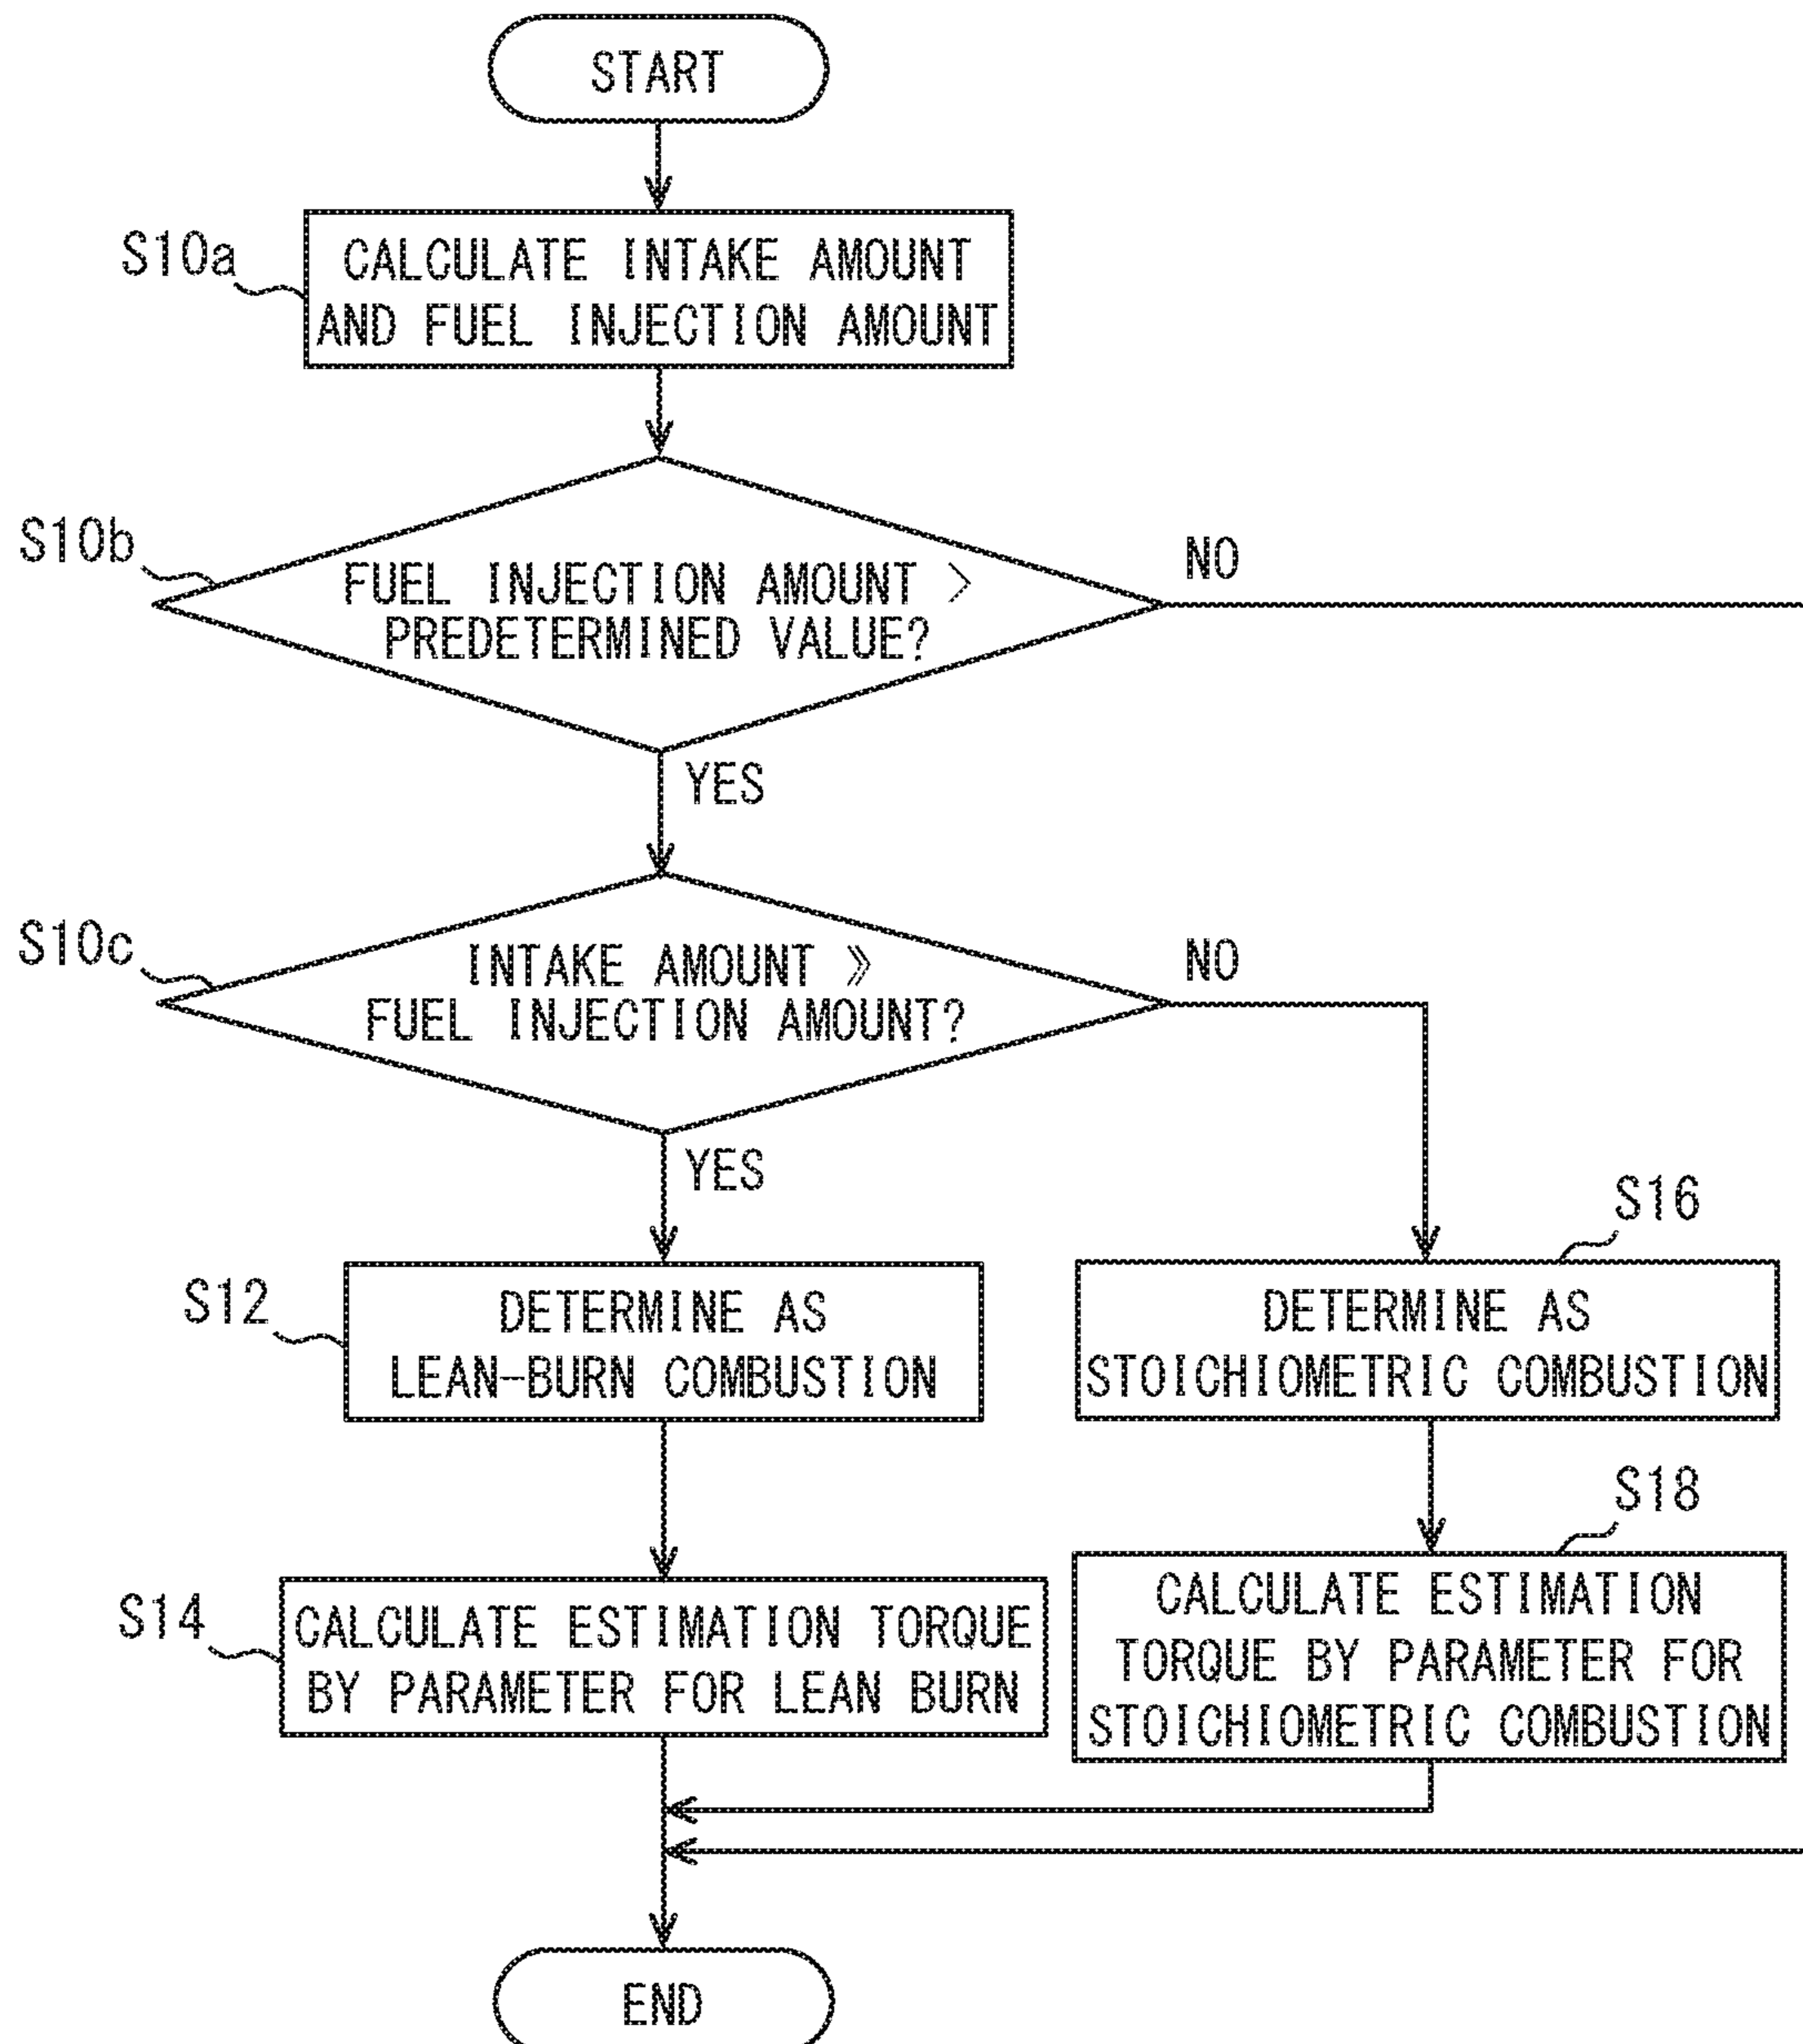 START
S10a
CALCULATE INTAKE AMOUNT
AND FUEL INJECTION AMOUNT
S10b
FUEL INJECTION AMOUNT >
PREDETERMINED VALUE?
NO
YES
S10c
INTAKE AMOUNT ≫
FUEL INJECTION AMOUNT?
NO
YES
S12
DETERMINE AS
LEAN-BURN COMBUSTION
S16
DETERMINE AS
STOICHIOMETRIC COMBUSTION
S14
CALCULATE ESTIMATION TORQUE
BY PARAMETER FOR LEAN BURN
S18
CALCULATE ESTIMATION
TORQUE BY PARAMETER FOR
STOICHIOMETRIC COMBUSTION
END